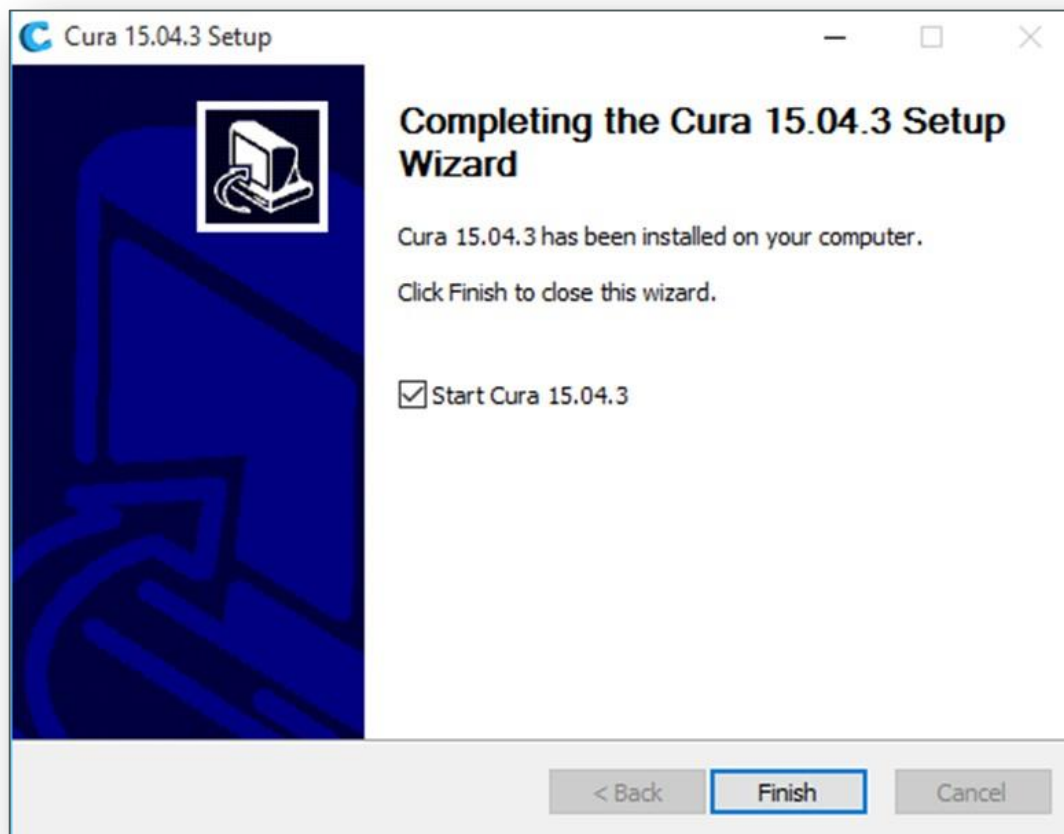 Cura 15.04.3 Setup
Completing the Cura 15.04.3 Setup
Wizard
Cura 15.04.3 has been installed on your computer.
Click Finish to close this wizard.
Start Cura 15.04.3
< Back
Finish
Cancel